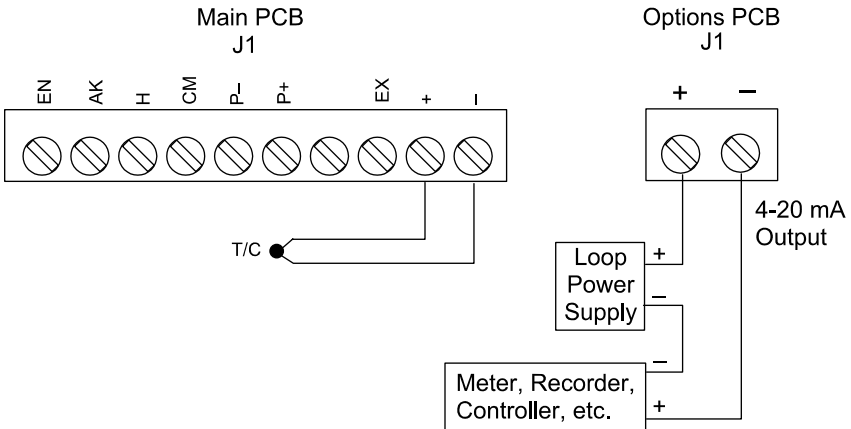 Main PCB
J1
EN
AK
H
CM
P–
P+
EX
+
–
T/C
Options PCB
J1
+
–
4-20 mA
Output
Loop
Power
Supply
+
–
Meter, Recorder,
Controller, etc.
–
+